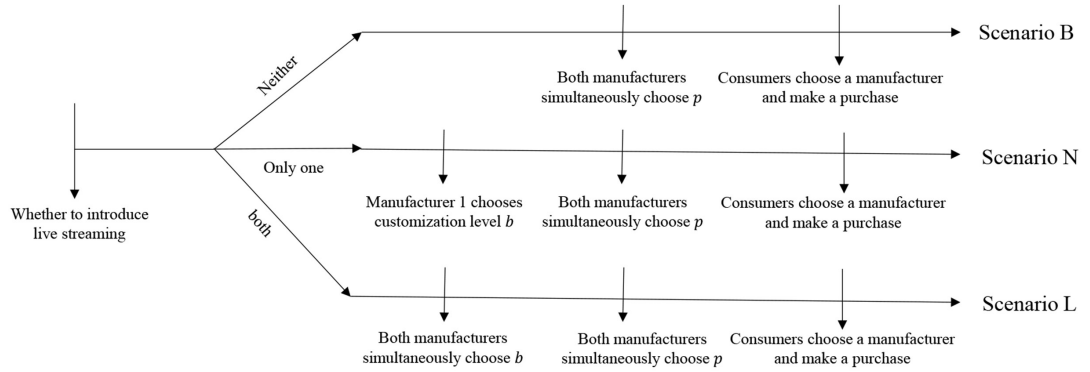 Scenario B
Neither
Both manufacturers
simultaneously choose p
Consumers choose a manufacturer
and make a purchase
Scenario N
Only one
Whether to introduce
live streaming
Manufacturer 1 chooses
customization level b
Both manufacturers
simultaneously choose p
Consumers choose a manufacturer
and make a purchase
both
Scenario L
Both manufacturers
simultaneously choose b
Both manufacturers
simultaneously choose p
Consumers choose a manufacturer
and make a purchase